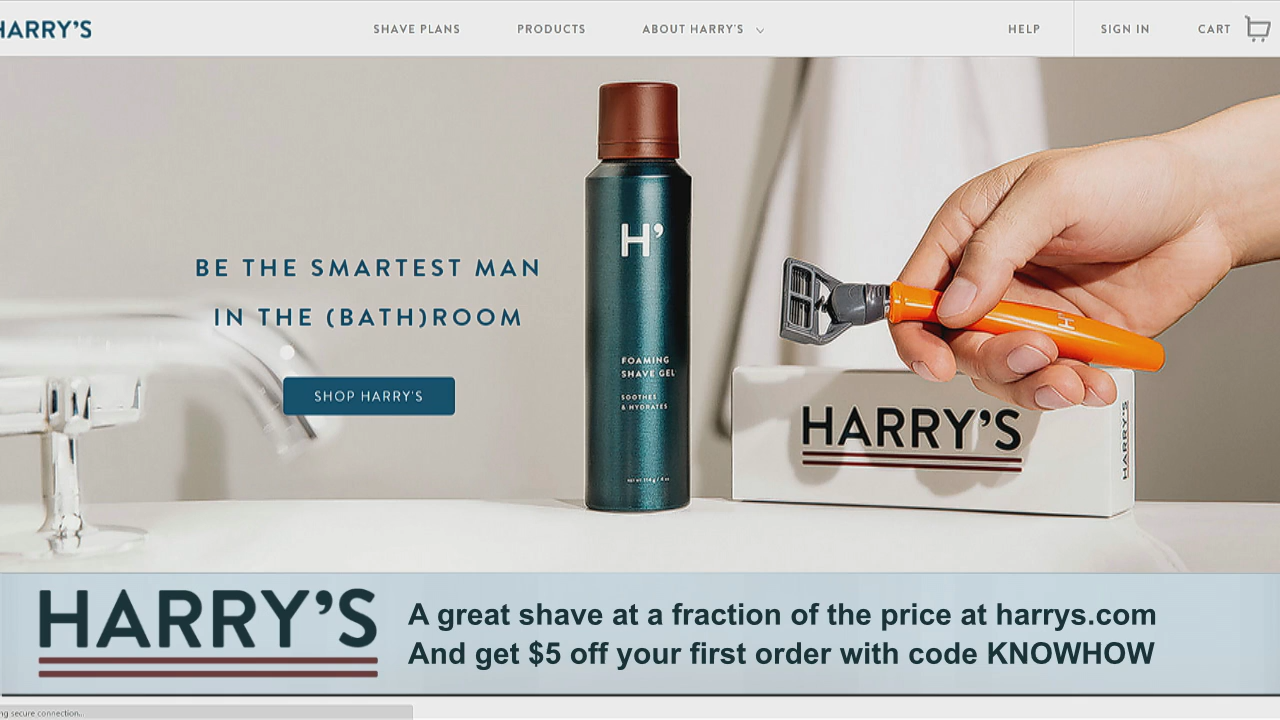 HARRY'S
SHAVE PLANS
PRODUCTS
ABOUT HARRY'S
HELP
SIGN IN
CART
BE THE SMARTEST MAN
IN THE (BATH)ROOM
SHOP HARRY'S
H'
FOAMING
SHAVE GEL
SOOTHES
& HYDRATES
H'
HARRY'S
HARRY'S
HARRY'S
A great shave at a fraction of the price at harrys.com
And get $5 off your first order with code KNOWHOW
secure connection...